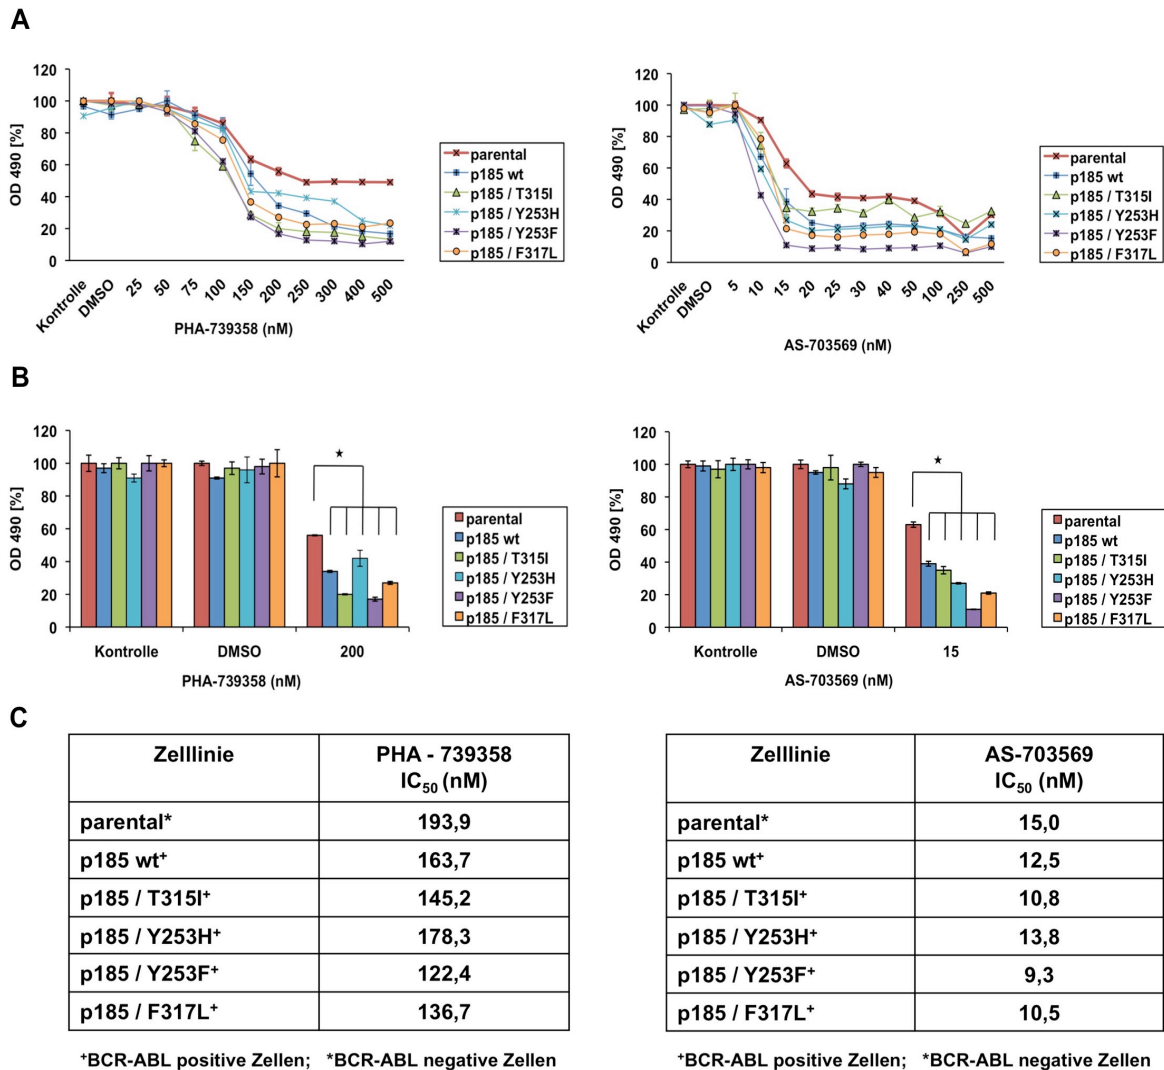 A
OD 490 [%]
120
100
80
60
40
20
0
Kontrolle
DMSO
25
50
75
100
150
200
250
300
400
500
PHA-739358 (nM)
parental
p185 wt
p185 / T315I
p185 / Y253H
p185 / Y253F
p185 / F317L
OD 490 [%]
120
100
80
60
40
20
0
Kontrolle
DMSO
5
10
15
20
25
30
40
50
100
250
500
AS-703569 (nM)
parental
p185 wt
p185 / T315I
p185 / Y253H
p185 / Y253F
p185 / F317L
B
OD 490 [%]
120
100
80
60
40
20
0
Kontrolle DMSO 200
PHA-739358 (nM)
parental
p185 wt
p185 / T315I
p185 / Y253H
p185 / Y253F
p185 / F317L
OD 490 [%]
120
100
80
60
40
20
0
Kontrolle DMSO 15
AS-703569 (nM)
parental
p185 wt
p185 / T315I
p185 / Y253H
p185 / Y253F
p185 / F317L
C
Zelllinie PHA - 739358
IC50 (nM)
parental* 193,9
p185 wt+ 163,7
p185 / T315I+ 145,2
p185 / Y253H+ 178,3
p185 / Y253F+ 122,4
p185 / F317L+ 136,7
+BCR-ABL positive Zellen; *BCR-ABL negative Zellen
Zelllinie AS-703569
IC50 (nM)
parental* 15,0
p185 wt+ 12,5
p185 / T315I+ 10,8
p185 / Y253H+ 13,8
p185 / Y253F+ 9,3
p185 / F317L+ 10,5
+BCR-ABL positive Zellen; *BCR-ABL negative Zellen